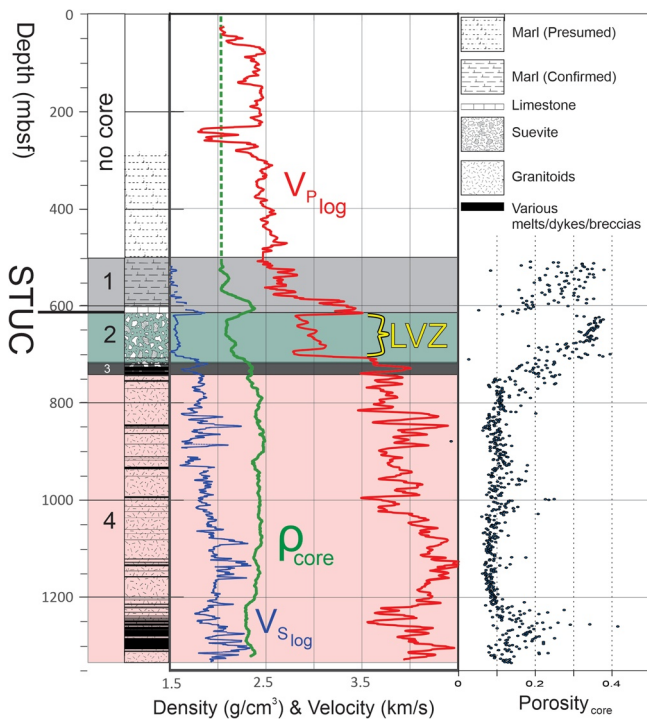 0
200
400
600
800
1000
1200
Depth (mbsf)
STUC
no core
1
2
3
4
V P log
LVZ
ρ core
V S log
1.5
2.5
3.5
Density (g/cm³) & Velocity (km/s)
Marl (Presumed)
Marl (Confirmed)
Limestone
Suevite
Granitoids
Various
melts/dykes/breccias
0
0.2
0.4
Porosity core